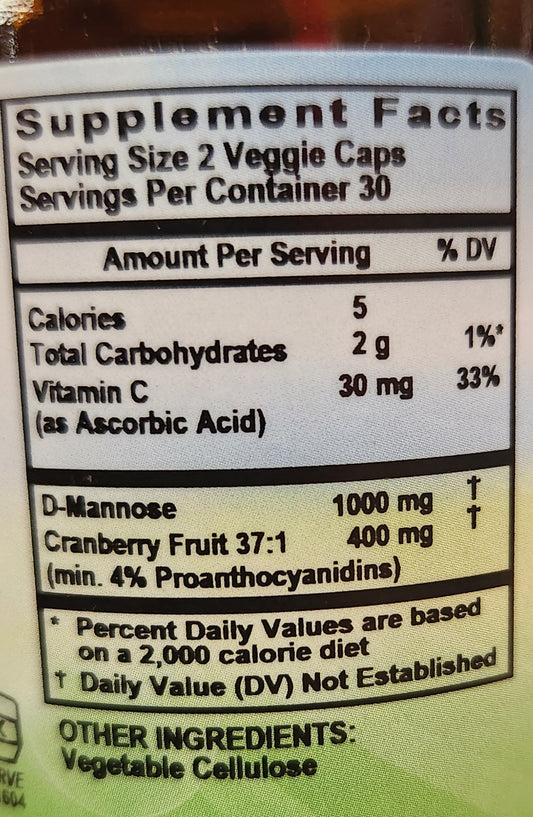 Supplement Facts
Serving Size 2 Veggie Caps
Servings Per Container 30
Amount Per Serving % DV
Calories 5
Total Carbohydrates 2 g 1%*
Vitamin C 30 mg 33%
(as Ascorbic Acid)
D-Mannose 1000 mg †
Cranberry Fruit 37:1 400 mg †
(min. 4% Proanthocyanidins)
* Percent Daily Values are based
on a 2,000 calorie diet
† Daily Value (DV) Not Established
OTHER INGREDIENTS:
Vegetable Cellulose